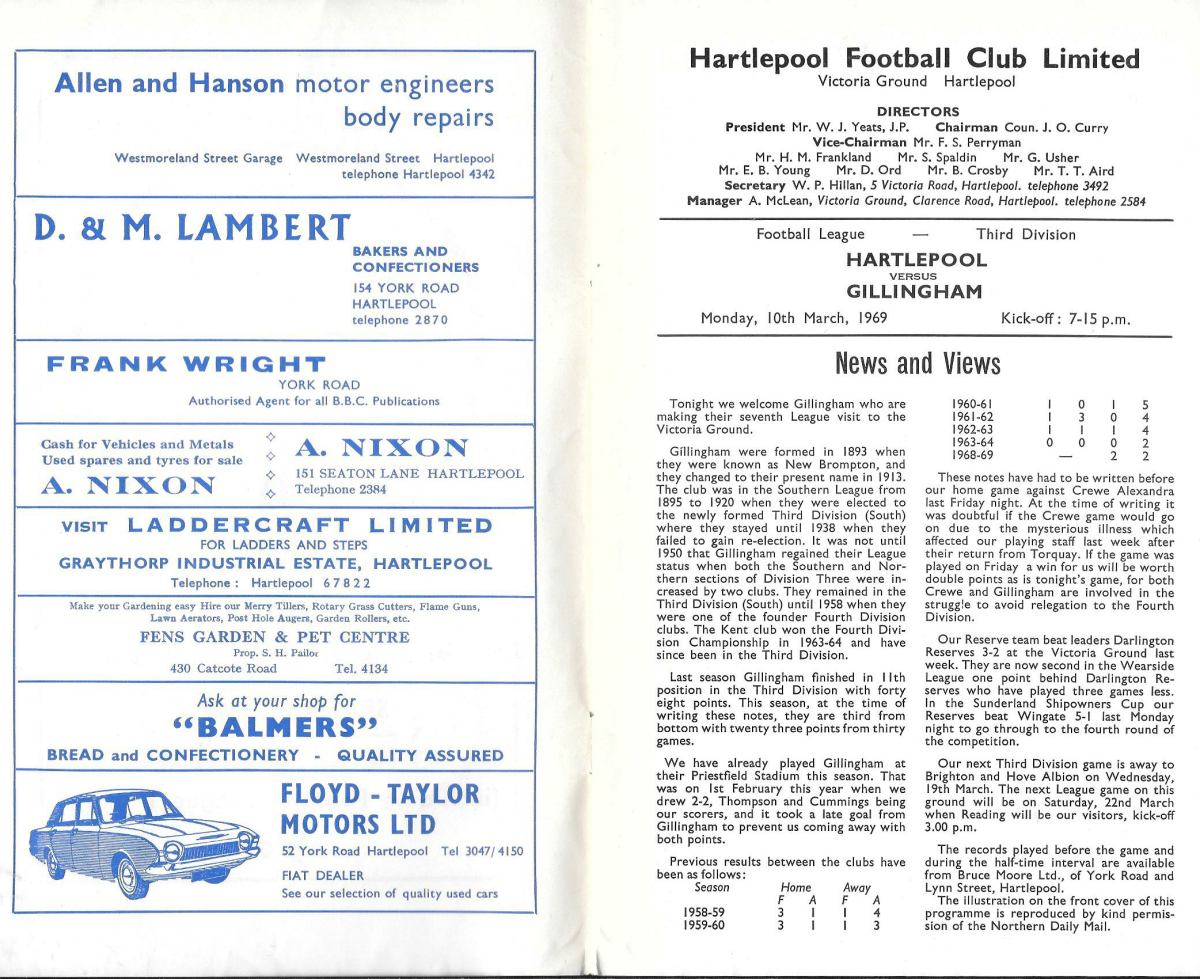 Allen and Hanson motor engineers
body repairs
Westmoreland Street Garage Westmoreland Street Hartlepool
telephone Hartlepool 4342
D. & M. LAMBERT
BAKERS AND
CONFECTIONERS
154 YORK ROAD
HARTLEPOOL
telephone 2870
FRANK WRIGHT
YORK ROAD
Authorised Agent for all B.B.C. Publications
Cash for Vehicles and Metals
Used spares and tyres for sale
A. NIXON
A. NIXON
151 SEATON LANE HARTLEPOOL
Telephone 2384
VISIT LADDERCRAFT LIMITED
FOR LADDERS AND STEPS
GRAYTHORP INDUSTRIAL ESTATE, HARTLEPOOL
Telephone : Hartlepool 67822
Make your Gardening easy Hire our Merry Tillers, Rotary Grass Cutters, Flame Guns,
Lawn Aerators, Post Hole Augers, Garden Rollers, etc.
FENS GARDEN & PET CENTRE
Prop. S. H. Pailor
430 Catcote Road Tel. 4134
Ask at your shop for
“BALMERS”
BREAD and CONFECTIONERY - QUALITY ASSURED
FLOYD - TAYLOR
MOTORS LTD
52 York Road Hartlepool Tel 3047/4150
FIAT DEALER
See our selection of quality used cars
Hartlepool Football Club Limited
Victoria Ground Hartlepool
DIRECTORS
President Mr. W. J. Yeats, J.P. Chairman Coun. J. O. Curry
Vice-Chairman Mr. F. S. Perryman
Mr. H. M. Frankland Mr. S. Spaldin Mr. G. Usher
Mr. E. B. Young Mr. D. Ord Mr. B. Crosby Mr. T. T. Aird
Secretary W. P. Hillan, 5 Victoria Road, Hartlepool. telephone 3492
Manager A. McLean, Victoria Ground, Clarence Road, Hartlepool. telephone 2584
Football League — Third Division
HARTLEPOOL
VERSUS
GILLINGHAM
Monday, 10th March, 1969 Kick-off : 7-15 p.m.
News and Views
Tonight we welcome Gillingham who are
making their seventh League visit to the
Victoria Ground.
Gillingham were formed in 1893 when
they were known as New Brompton, and
they changed to their present name in 1913.
The club was in the Southern League from
1895 to 1920 when they were elected to
the newly formed Third Division (South)
where they stayed until 1938 when they
failed to gain re-election. It was not until
1950 that Gillingham regained their League
status when both the Southern and Nor-
thern sections of Division Three were in-
creased by two clubs. They remained in the
Third Division (South) until 1958 when they
were one of the founder Fourth Division
clubs. The Kent club won the Fourth Divi-
sion Championship in 1963-64 and have
since been in the Third Division.
Last season Gillingham finished in 11th
position in the Third Division with forty
eight points. This season, at the time of
writing these notes, they are third from
bottom with twenty three points from thirty
games.
We have already played Gillingham at
their Priestfield Stadium this season. That
was on 1st February this year when we
drew 2-2, Thompson and Cummings being
our scorers, and it took a late goal from
Gillingham to prevent us coming away with
both points.
Previous results between the clubs have
been as follows:
Season Home Away
F A F A
1958-59 3 1 1 4
1959-60 3 1 1 3
1960-61 1 0 1 5
1961-62 1 3 0 4
1962-63 1 1 1 4
1963-64 0 0 0 2
1968-69 — 2 2
These notes have had to be written before
our home game against Crewe Alexandra
last Friday night. At the time of writing it
was doubtful if the Crewe game would go
on due to the mysterious illness which
affected our playing staff last week after
their return from Torquay. If the game was
played on Friday a win for us will be worth
double points as is tonight's game, for both
Crewe and Gillingham are involved in the
struggle to avoid relegation to the Fourth
Division.
Our Reserve team beat leaders Darlington
Reserves 3-2 at the Victoria Ground last
week. They are now second in the Wearside
League one point behind Darlington Re-
serves who have played three games less.
In the Sunderland Shipowners Cup our
Reserves beat Wingate 5-1 last Monday
night to go through to the fourth round of
the competition.
Our next Third Division game is away to
Brighton and Hove Albion on Wednesday,
19th March. The next League game on this
ground will be on Saturday, 22nd March
when Reading will be our visitors, kick-off
3.00 p.m.
The records played before the game and
during the half-time interval are available
from Bruce Moore Ltd., of York Road and
Lynn Street, Hartlepool.
The illustration on the front cover of this
programme is reproduced by kind permis-
sion of the Northern Daily Mail.